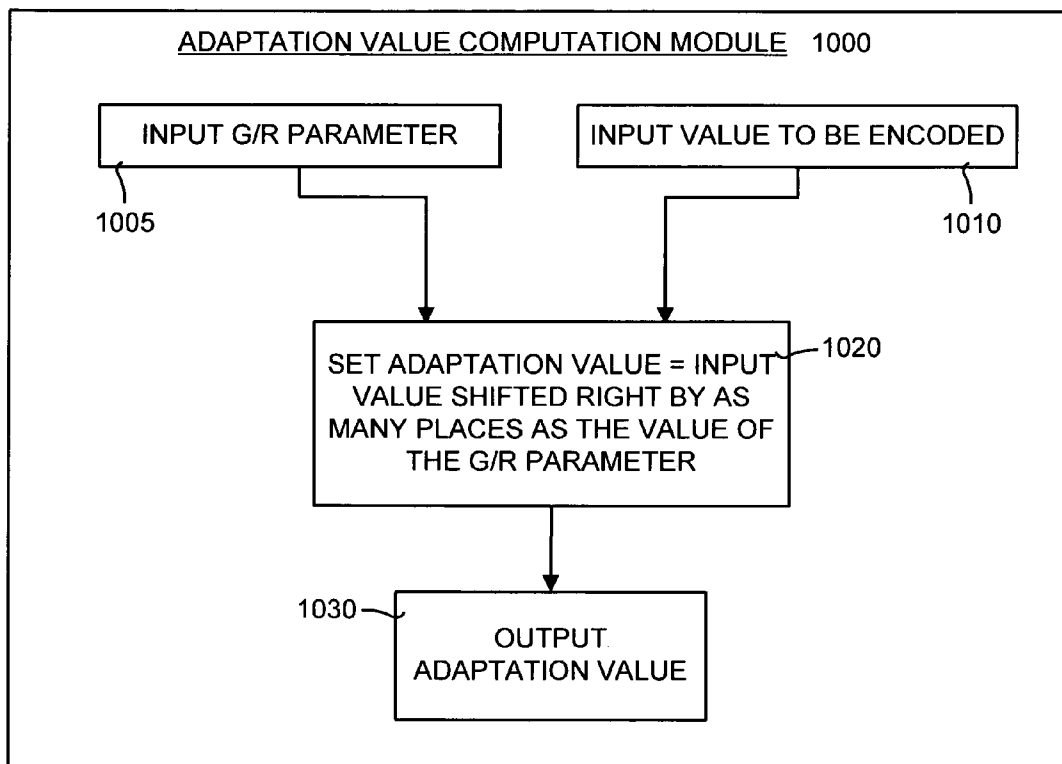 ADAPTATION VALUE COMPUTATION MODULE 1000
INPUT G/R PARAMETER
INPUT VALUE TO BE ENCODED
1005
1010
SET ADAPTATION VALUE = INPUT
VALUE SHIFTED RIGHT BY AS
MANY PLACES AS THE VALUE OF
THE G/R PARAMETER
1020
1030
OUTPUT
ADAPTATION VALUE